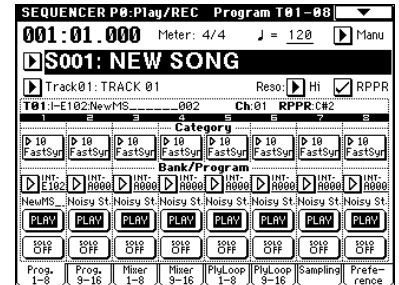 SEQUENCER P0:Play/REC Program T01-08
001:01.000 Meter: 4/4 ♩ = 120 Manu
S001: NEW SONG
Track01: TRACK 01 Reso: Hi RPPR
T01:I-E102:NewMS______002 Ch:01 RPPR:C#2
1 2 3 4 5 6 7 8
Category
10 10 10 10 10 10 10 10
FastSyn FastSyn FastSyn FastSyn FastSyn FastSyn FastSyn FastSyn
Bank/Program
INT- INT- INT- INT- INT- INT- INT- INT-
E102 A000 A000 A000 A000 A000 A000 A000
NewMS__ Noisy St. Noisy St. Noisy St. Noisy St. Noisy St. Noisy St. Noisy St.
PLAY PLAY PLAY PLAY PLAY PLAY PLAY PLAY
SOLO SOLO SOLO SOLO SOLO SOLO SOLO SOLO
OFF OFF OFF OFF OFF OFF OFF OFF
Prog. Prog. Mixer Mixer PlyLoop PlyLoop Sampling Prefe-
1-8 9-16 1-8 9-16 1-8 9-16 rence